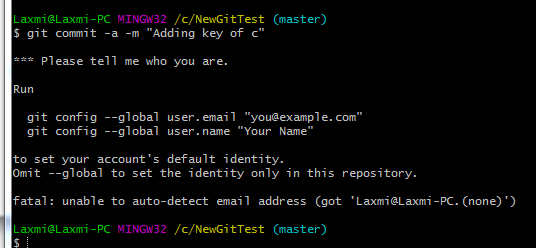 Laxmi@Laxmi-PC MINGW32 /c/NewGitTest (master)
$ git commit -a -m "Adding key of c"
*** Please tell me who you are.
Run
git config --global user.email "you@example.com"
git config --global user.name "Your Name"
to set your account's default identity.
Omit --global to set the identity only in this repository.
fatal: unable to auto-detect email address (got 'Laxmi@Laxmi-PC.(none)')
Laxmi@Laxmi-PC MINGW32 /c/NewGitTest (master)
$